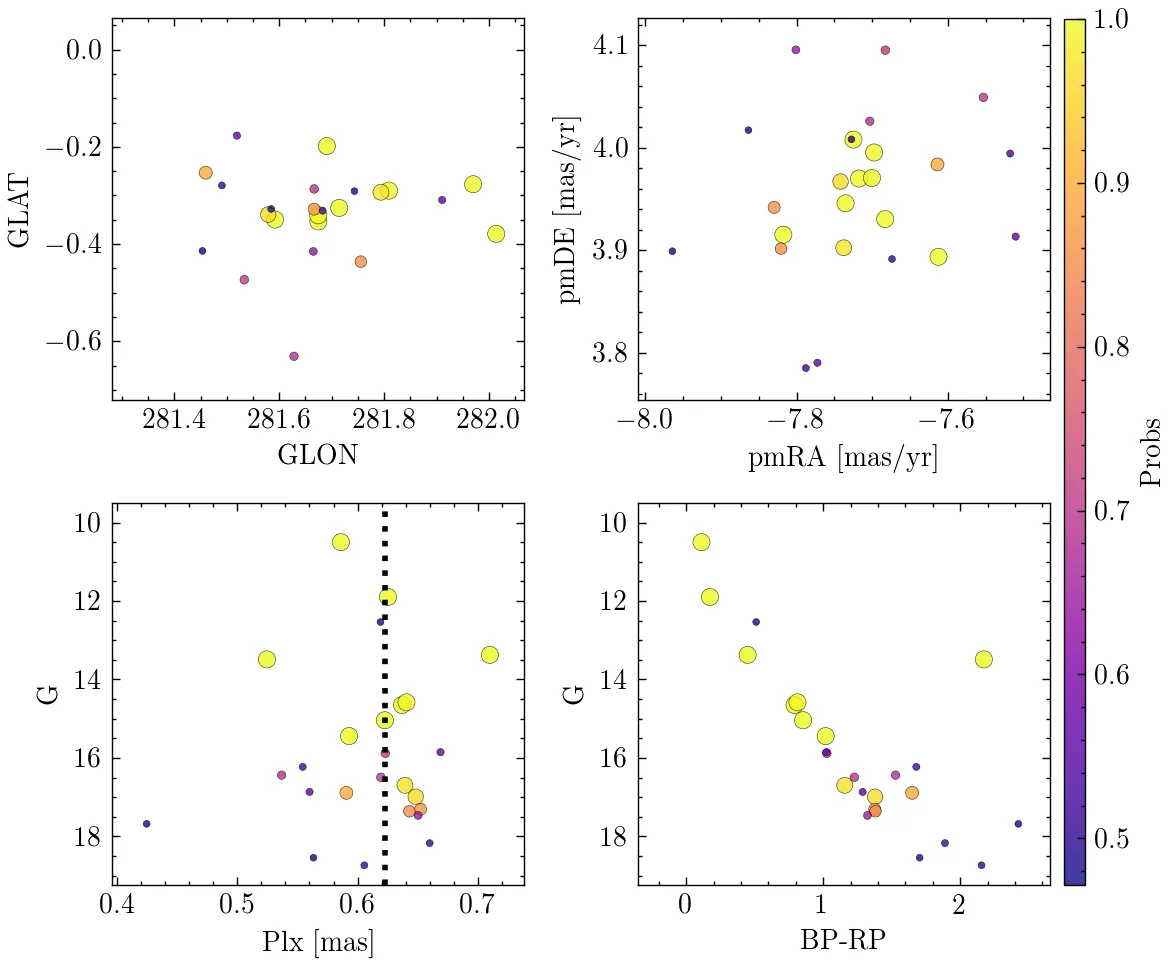 0.0
−0.2
−0.4
−0.6
GLAT
281.4 281.6 281.8 282.0
GLON
4.1
4.0
3.9
3.8
pmDE [mas/yr]
−8.0 −7.8 −7.6
pmRA [mas/yr]
10
12
14
16
18
G
0.4 0.5 0.6 0.7
Plx [mas]
10
12
14
16
18
G
0 1 2
BP-RP
1.0
0.9
0.8
0.7
0.6
0.5
Probs